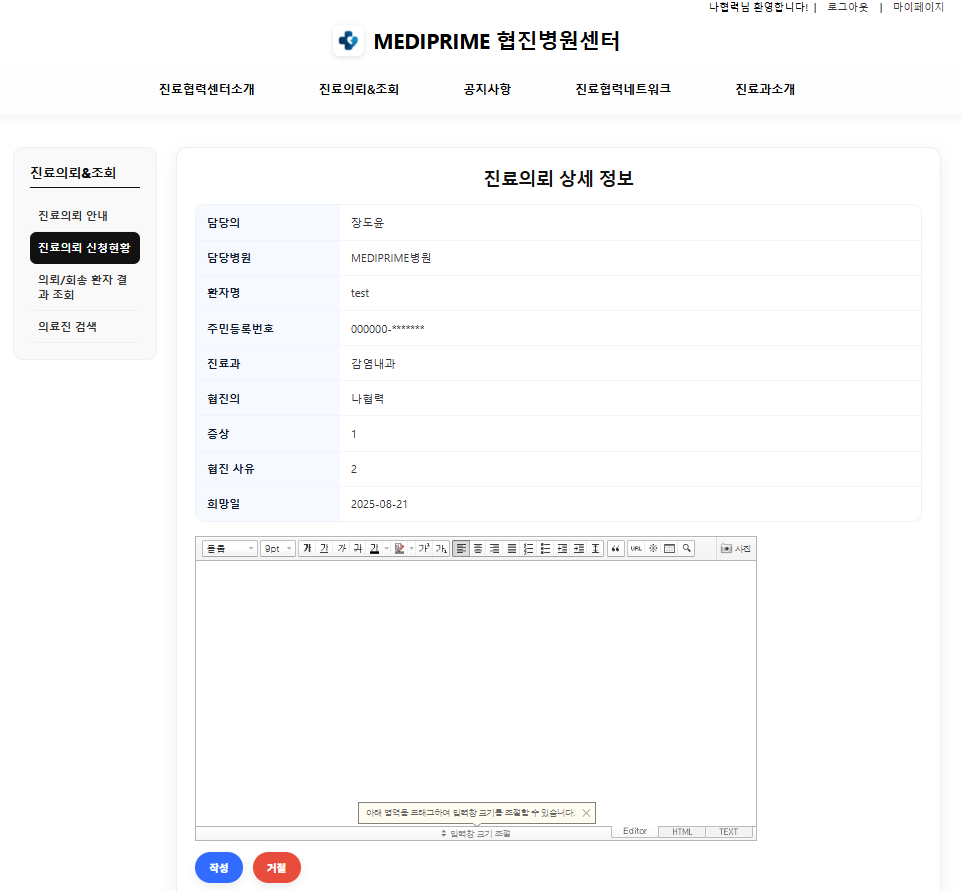 나협력님 환영합니다! | 로그아웃 | 마이페이지
MEDIPRIME 협진병원센터
진료협력센터소개 진료의뢰&조회 공지사항 진료협력네트워크 진료과소개
진료의뢰&조회
진료의뢰 안내
진료의뢰 신청현황
의뢰/회송 환자 결
과 조회
의료진 검색
진료의뢰 상세 정보
담당의 장도윤
담당병원 MEDIPRIME병원
환자명 test
주민등록번호 000000-*******
진료과 감염내과
협진의 나협력
증상 1
협진 사유 2
희망일 2025-08-21
돋움 9pt 가 가 가 가 가 가² 가₂ “ URL ※ 사진
아래 영역을 드래그하여 입력창 크기를 조절할 수 있습니다.
입력창 크기 조절
Editor HTML TEXT
작성 거절